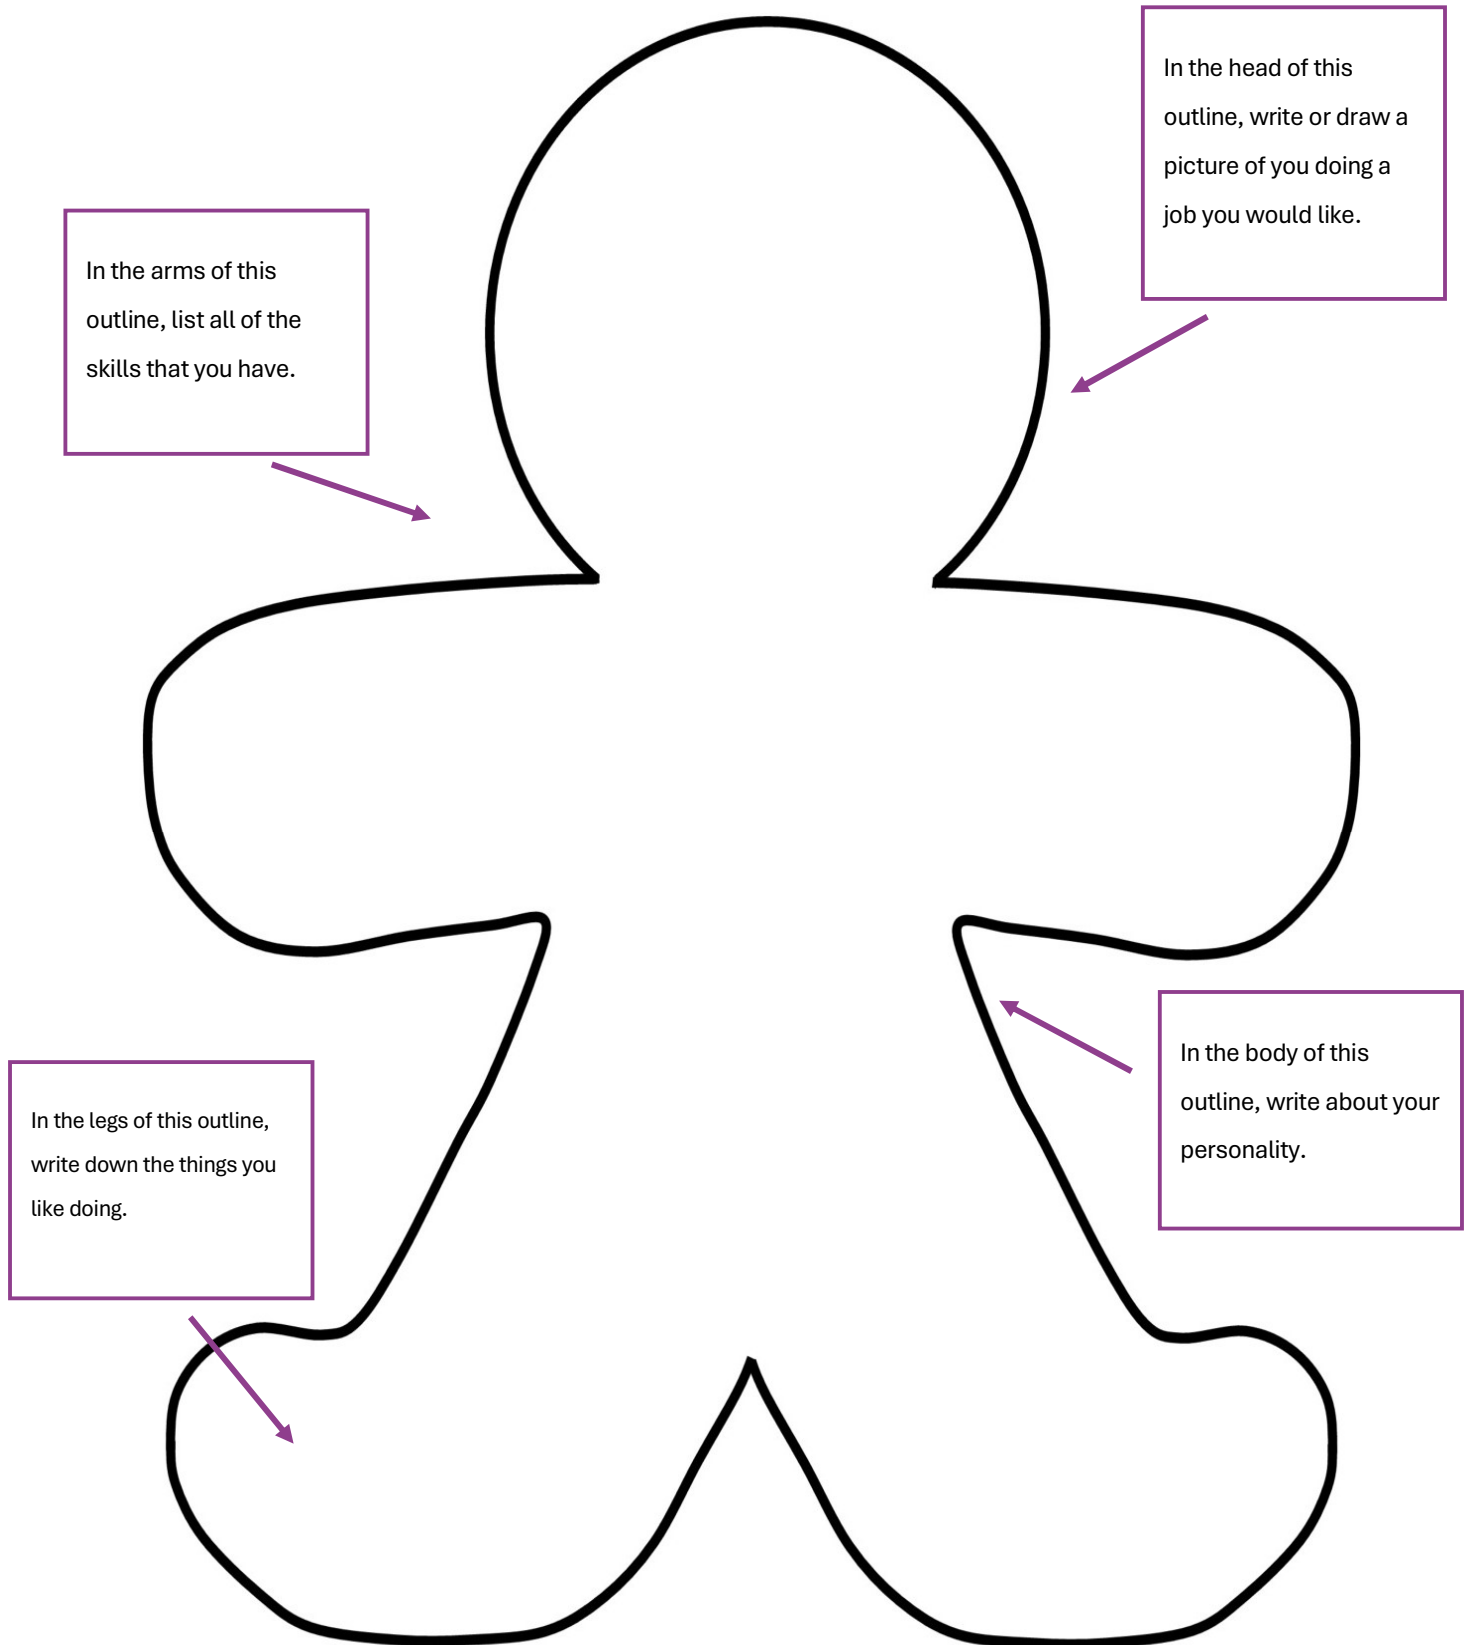 In the head of this
outline, write or draw a
picture of you doing a
job you would like.
In the arms of this
outline, list all of the
skills that you have.
In the body of this
outline, write about your
personality.
In the legs of this outline,
write down the things you
like doing.